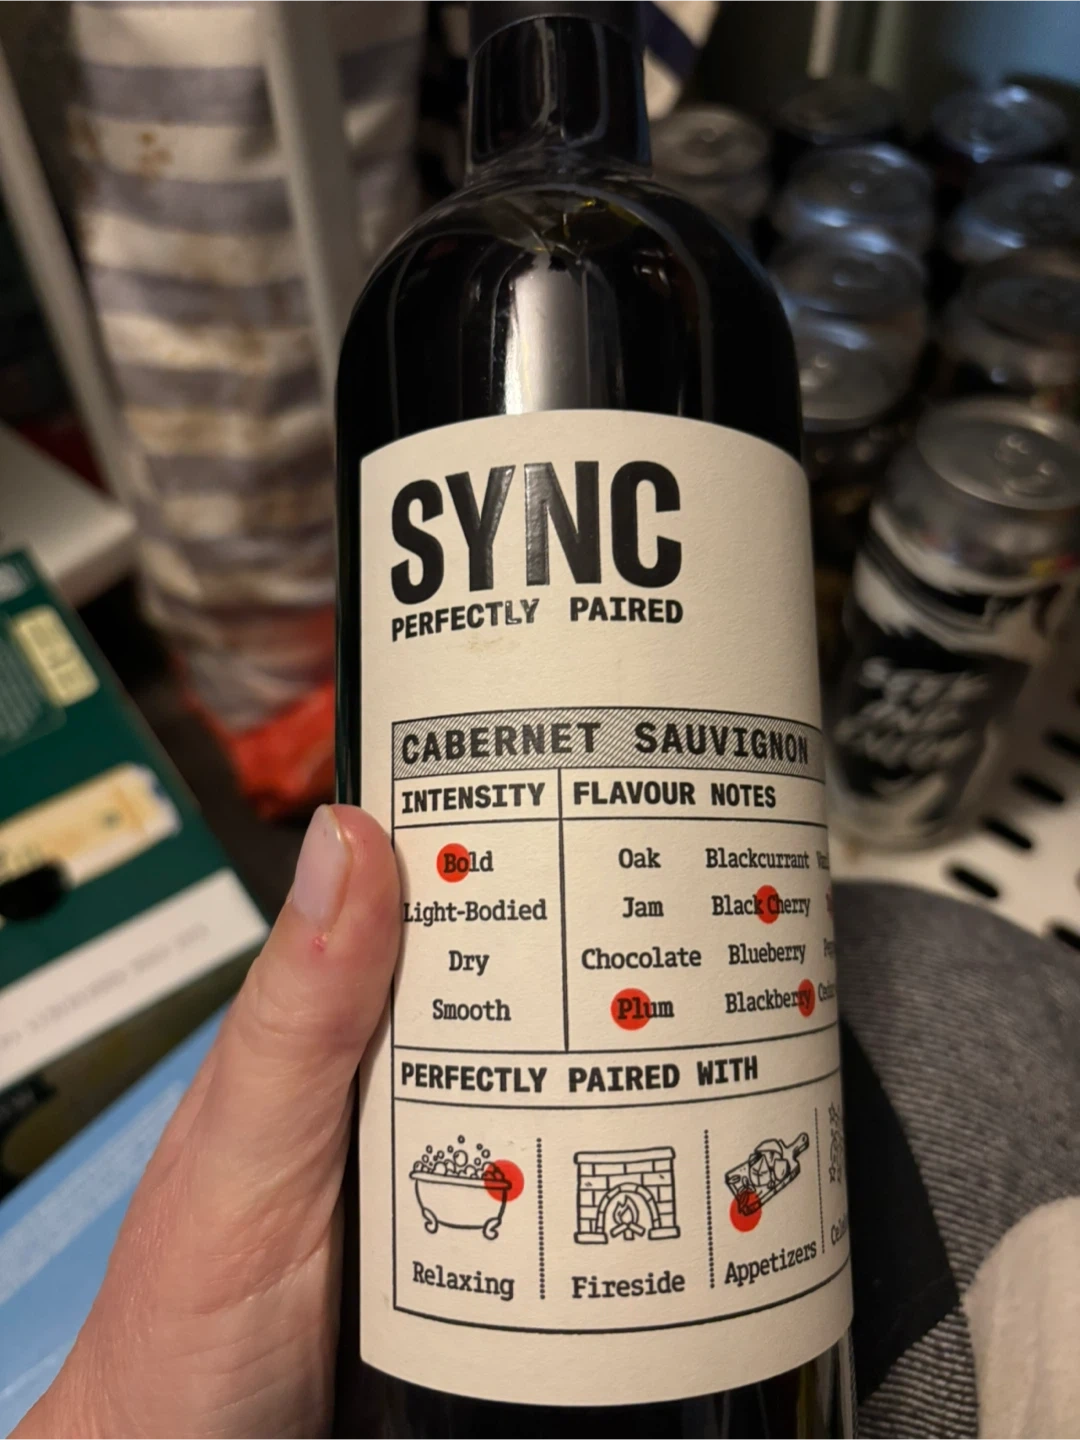 SYNC
PERFECTLY PAIRED
CABERNET SAUVIGNON
INTENSITY
FLAVOUR NOTES
Bold
Light-Bodied
Dry
Smooth
Oak Blackcurrant
Jam Black Cherry
Chocolate Blueberry
Plum Blackberry
PERFECTLY PAIRED WITH
Relaxing
Fireside
Appetizers